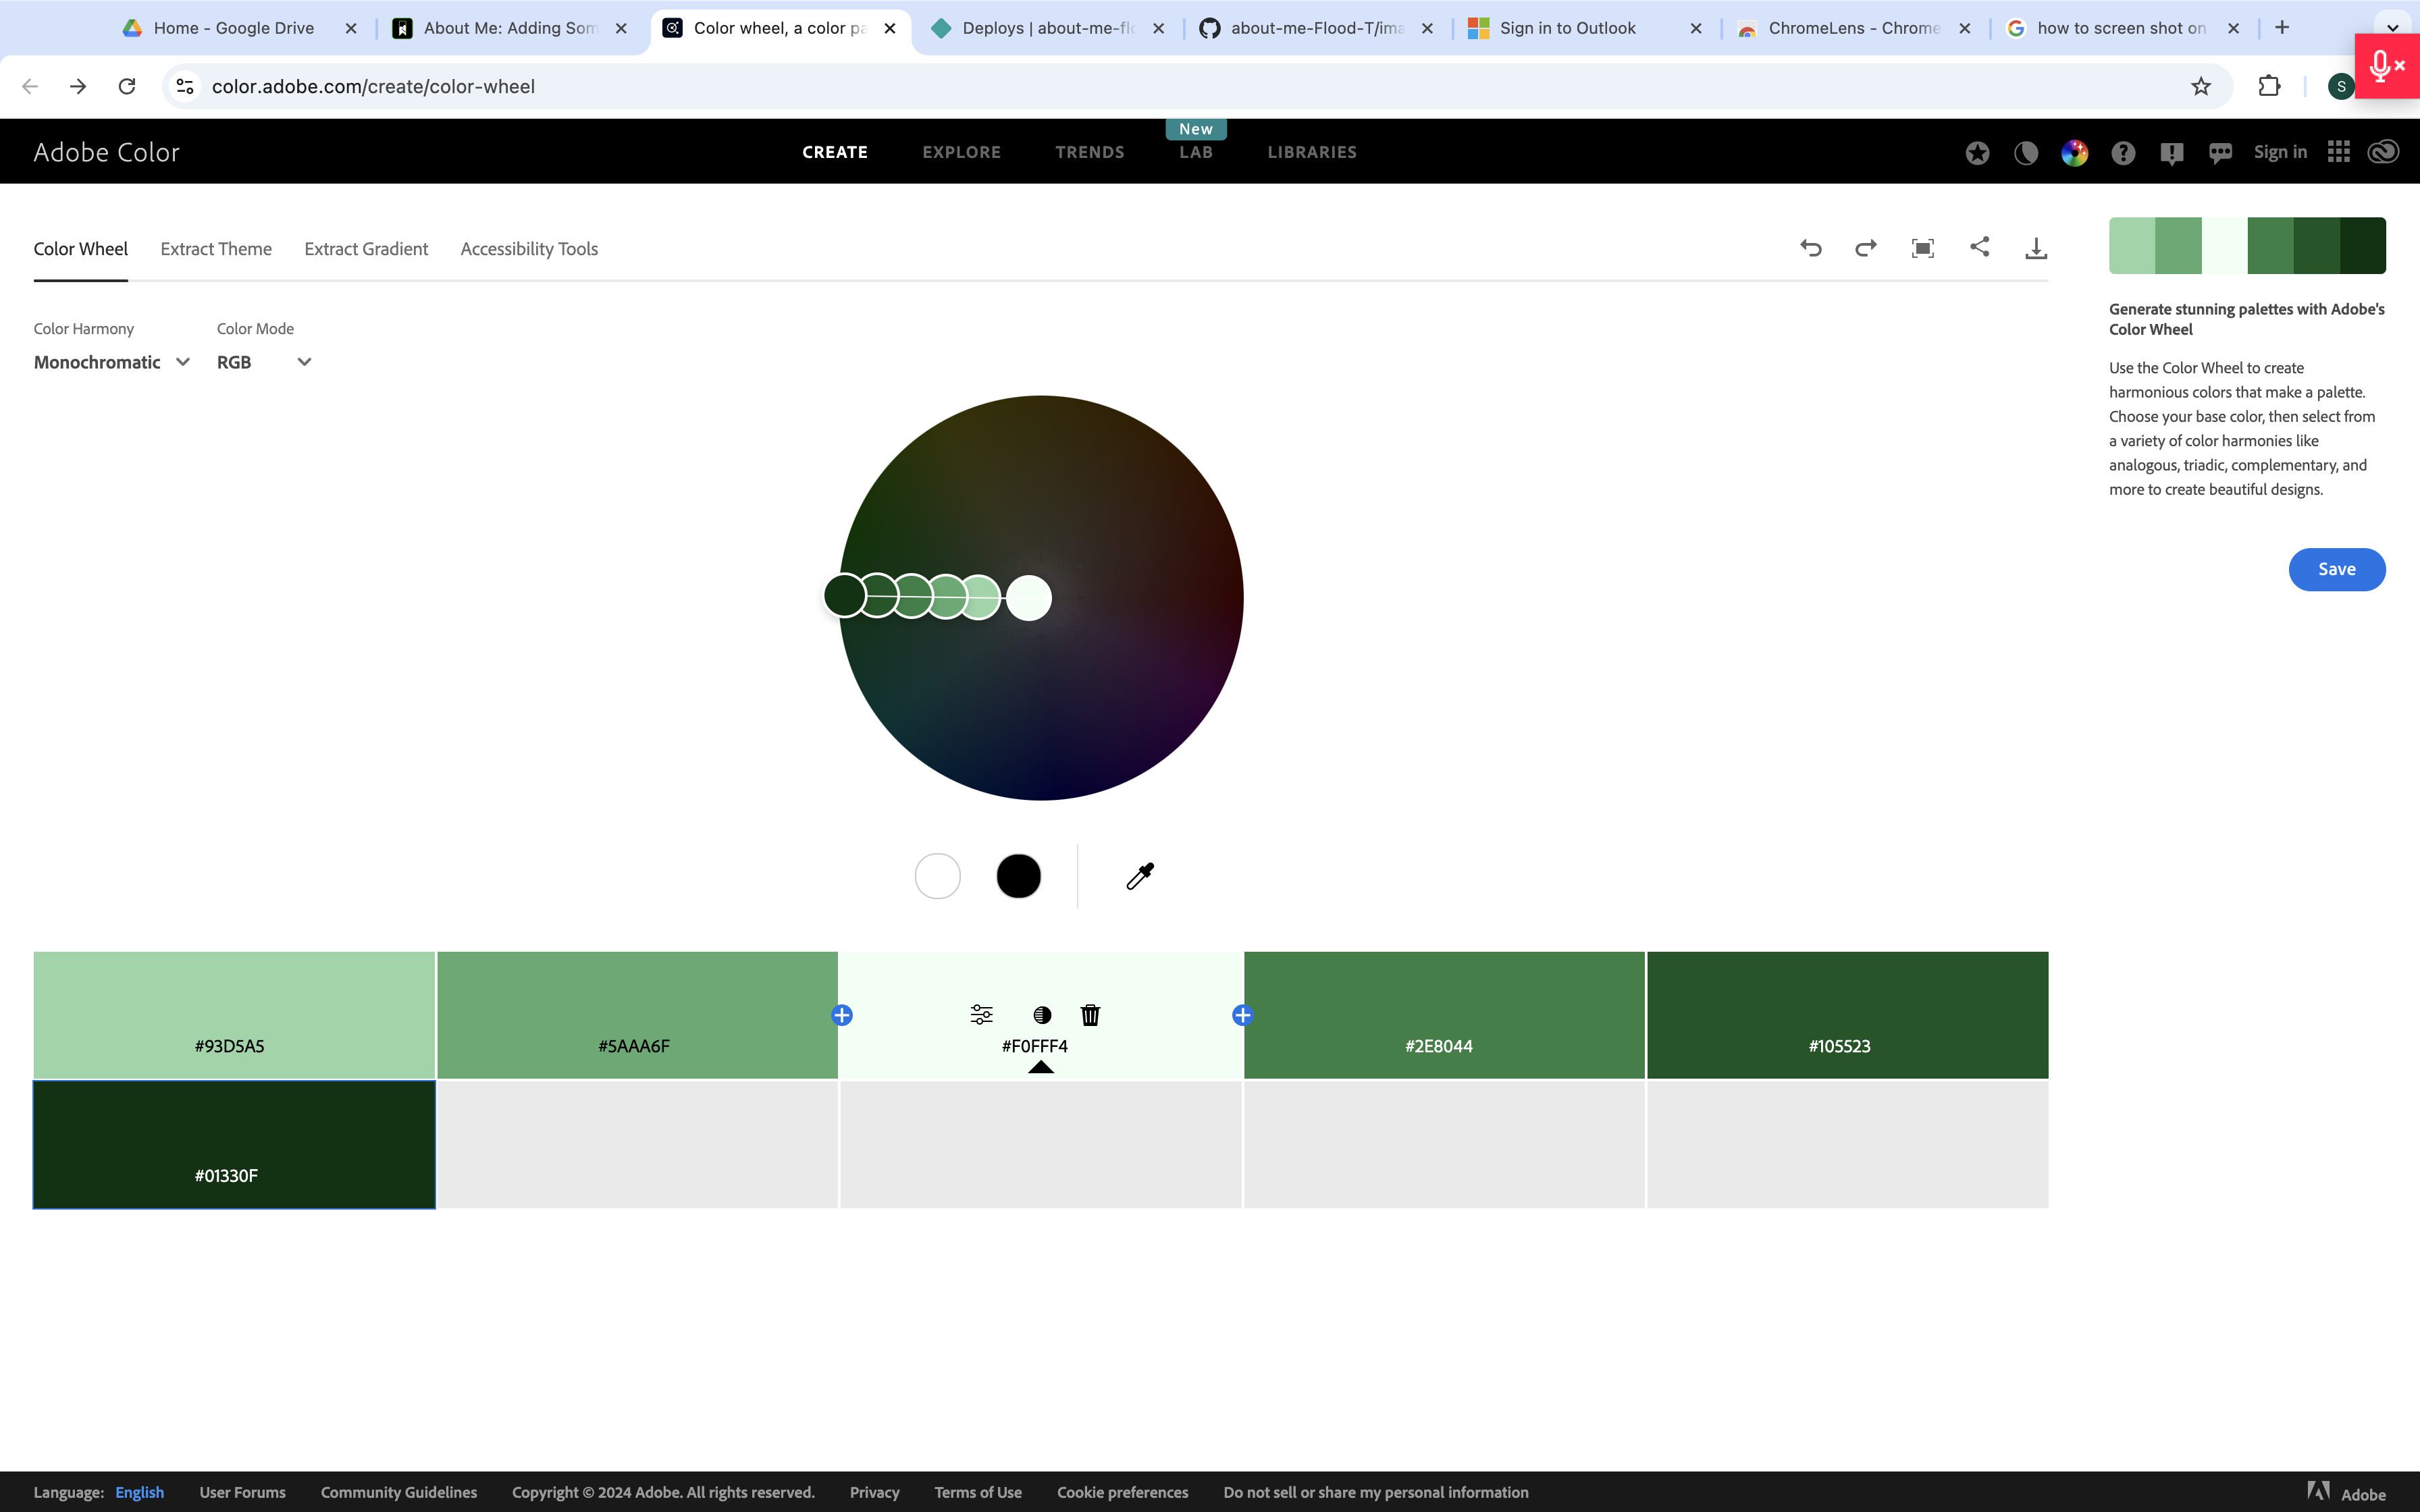 Home - Google Drive
About Me: Adding Som
Color wheel, a color pa
Deploys | about-me-flo
about-me-Flood-T/ima
Sign in to Outlook
ChromeLens - Chrome
how to screen shot on
color.adobe.com/create/color-wheel
S
Adobe Color
CREATE
EXPLORE
TRENDS
New
LAB
LIBRARIES
Sign in
Color Wheel
Extract Theme
Extract Gradient
Accessibility Tools
Color Harmony
Monochromatic
Color Mode
RGB
Generate stunning palettes with Adobe's
Color Wheel
Use the Color Wheel to create
harmonious colors that make a palette.
Choose your base color, then select from
a variety of color harmonies like
analogous, triadic, complementary, and
more to create beautiful designs.
Save
#93D5A5
#5AAA6F
#F0FFF4
#2E8044
#105523
#01330F
Language: English
User Forums
Community Guidelines
Copyright © 2024 Adobe. All rights reserved.
Privacy
Terms of Use
Cookie preferences
Do not sell or share my personal information
Adobe